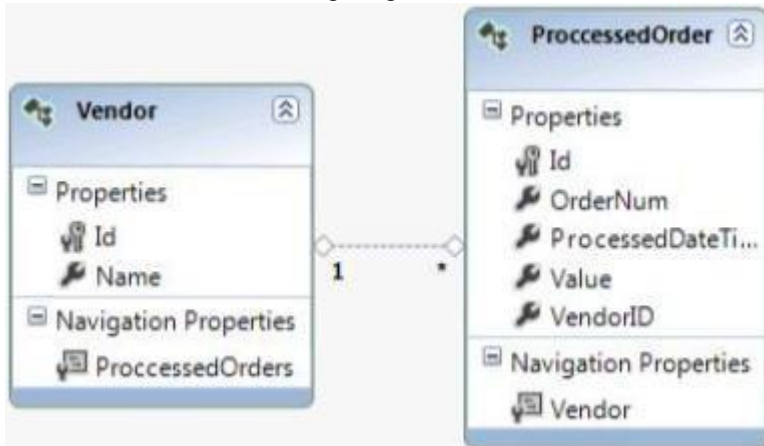 Vendor
Properties
Id
Name
Navigation Properties
ProccessedOrders
1
*
ProccessedOrder
Properties
Id
OrderNum
ProcessedDateTi...
Value
VendorID
Navigation Properties
Vendor